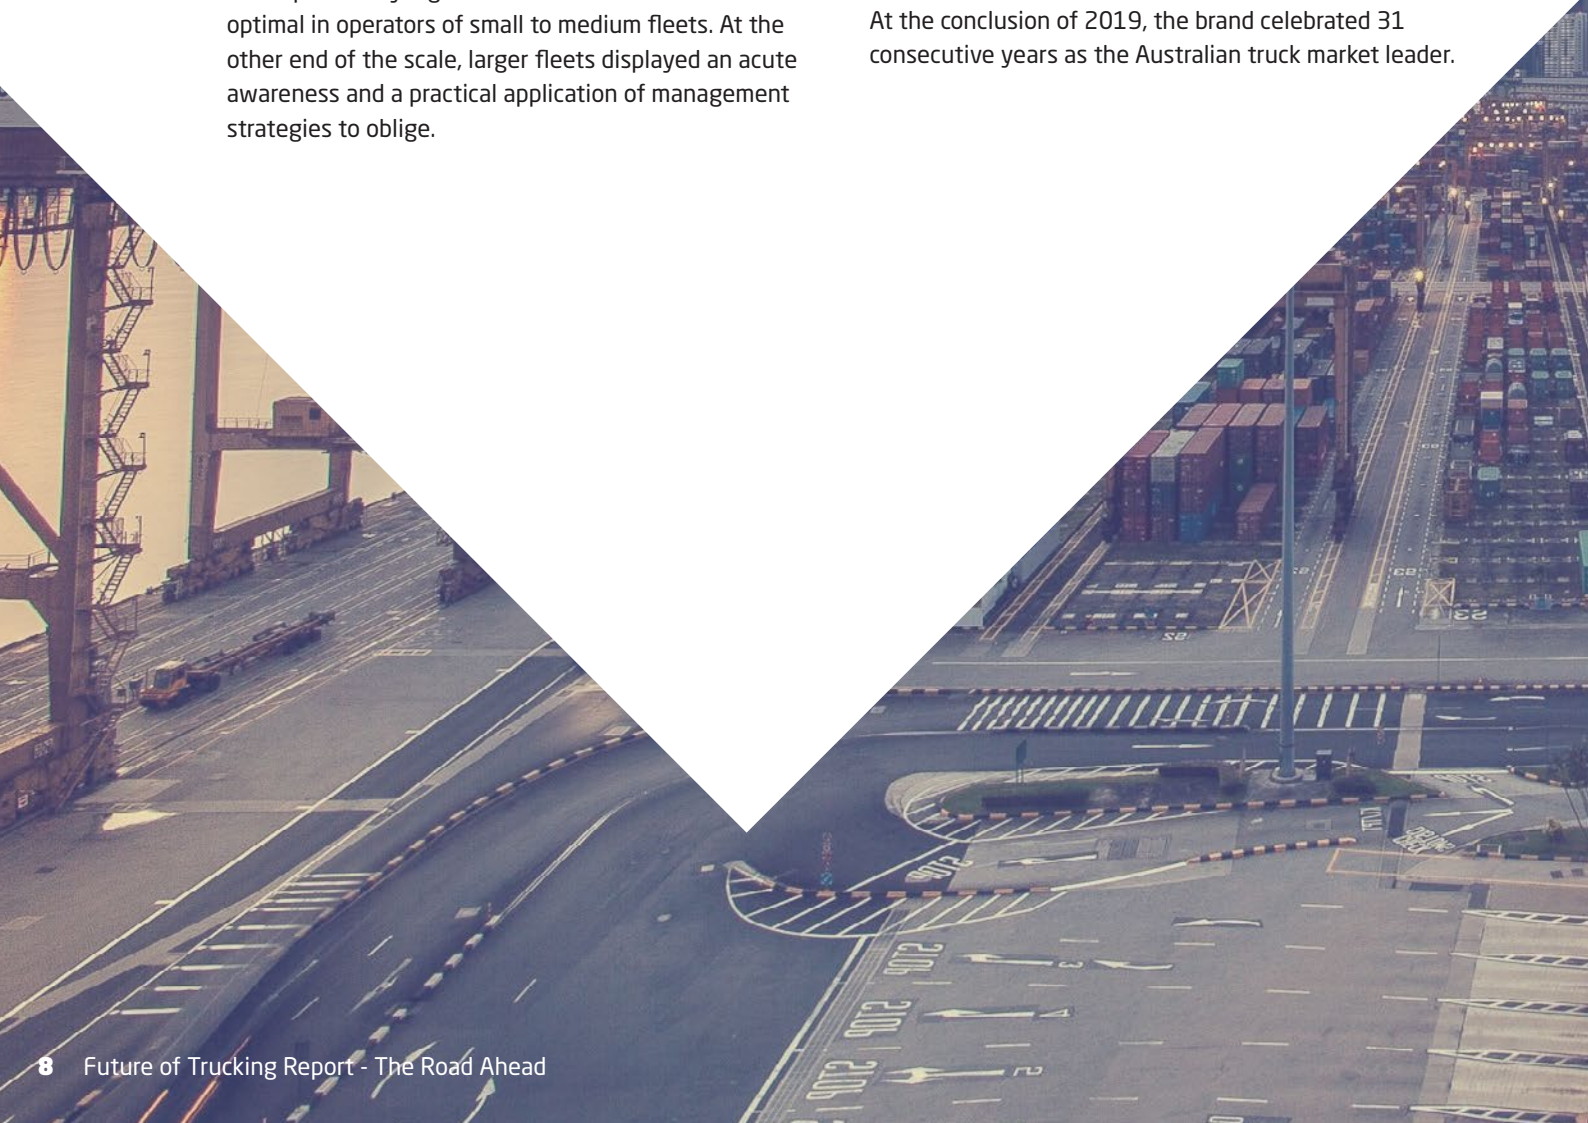 optimal in operators of small to medium fleets. At the
other end of the scale, larger fleets displayed an acute
awareness and a practical application of management
strategies to oblige.
At the conclusion of 2019, the brand celebrated 31
consecutive years as the Australian truck market leader.
8 Future of Trucking Report - The Road Ahead